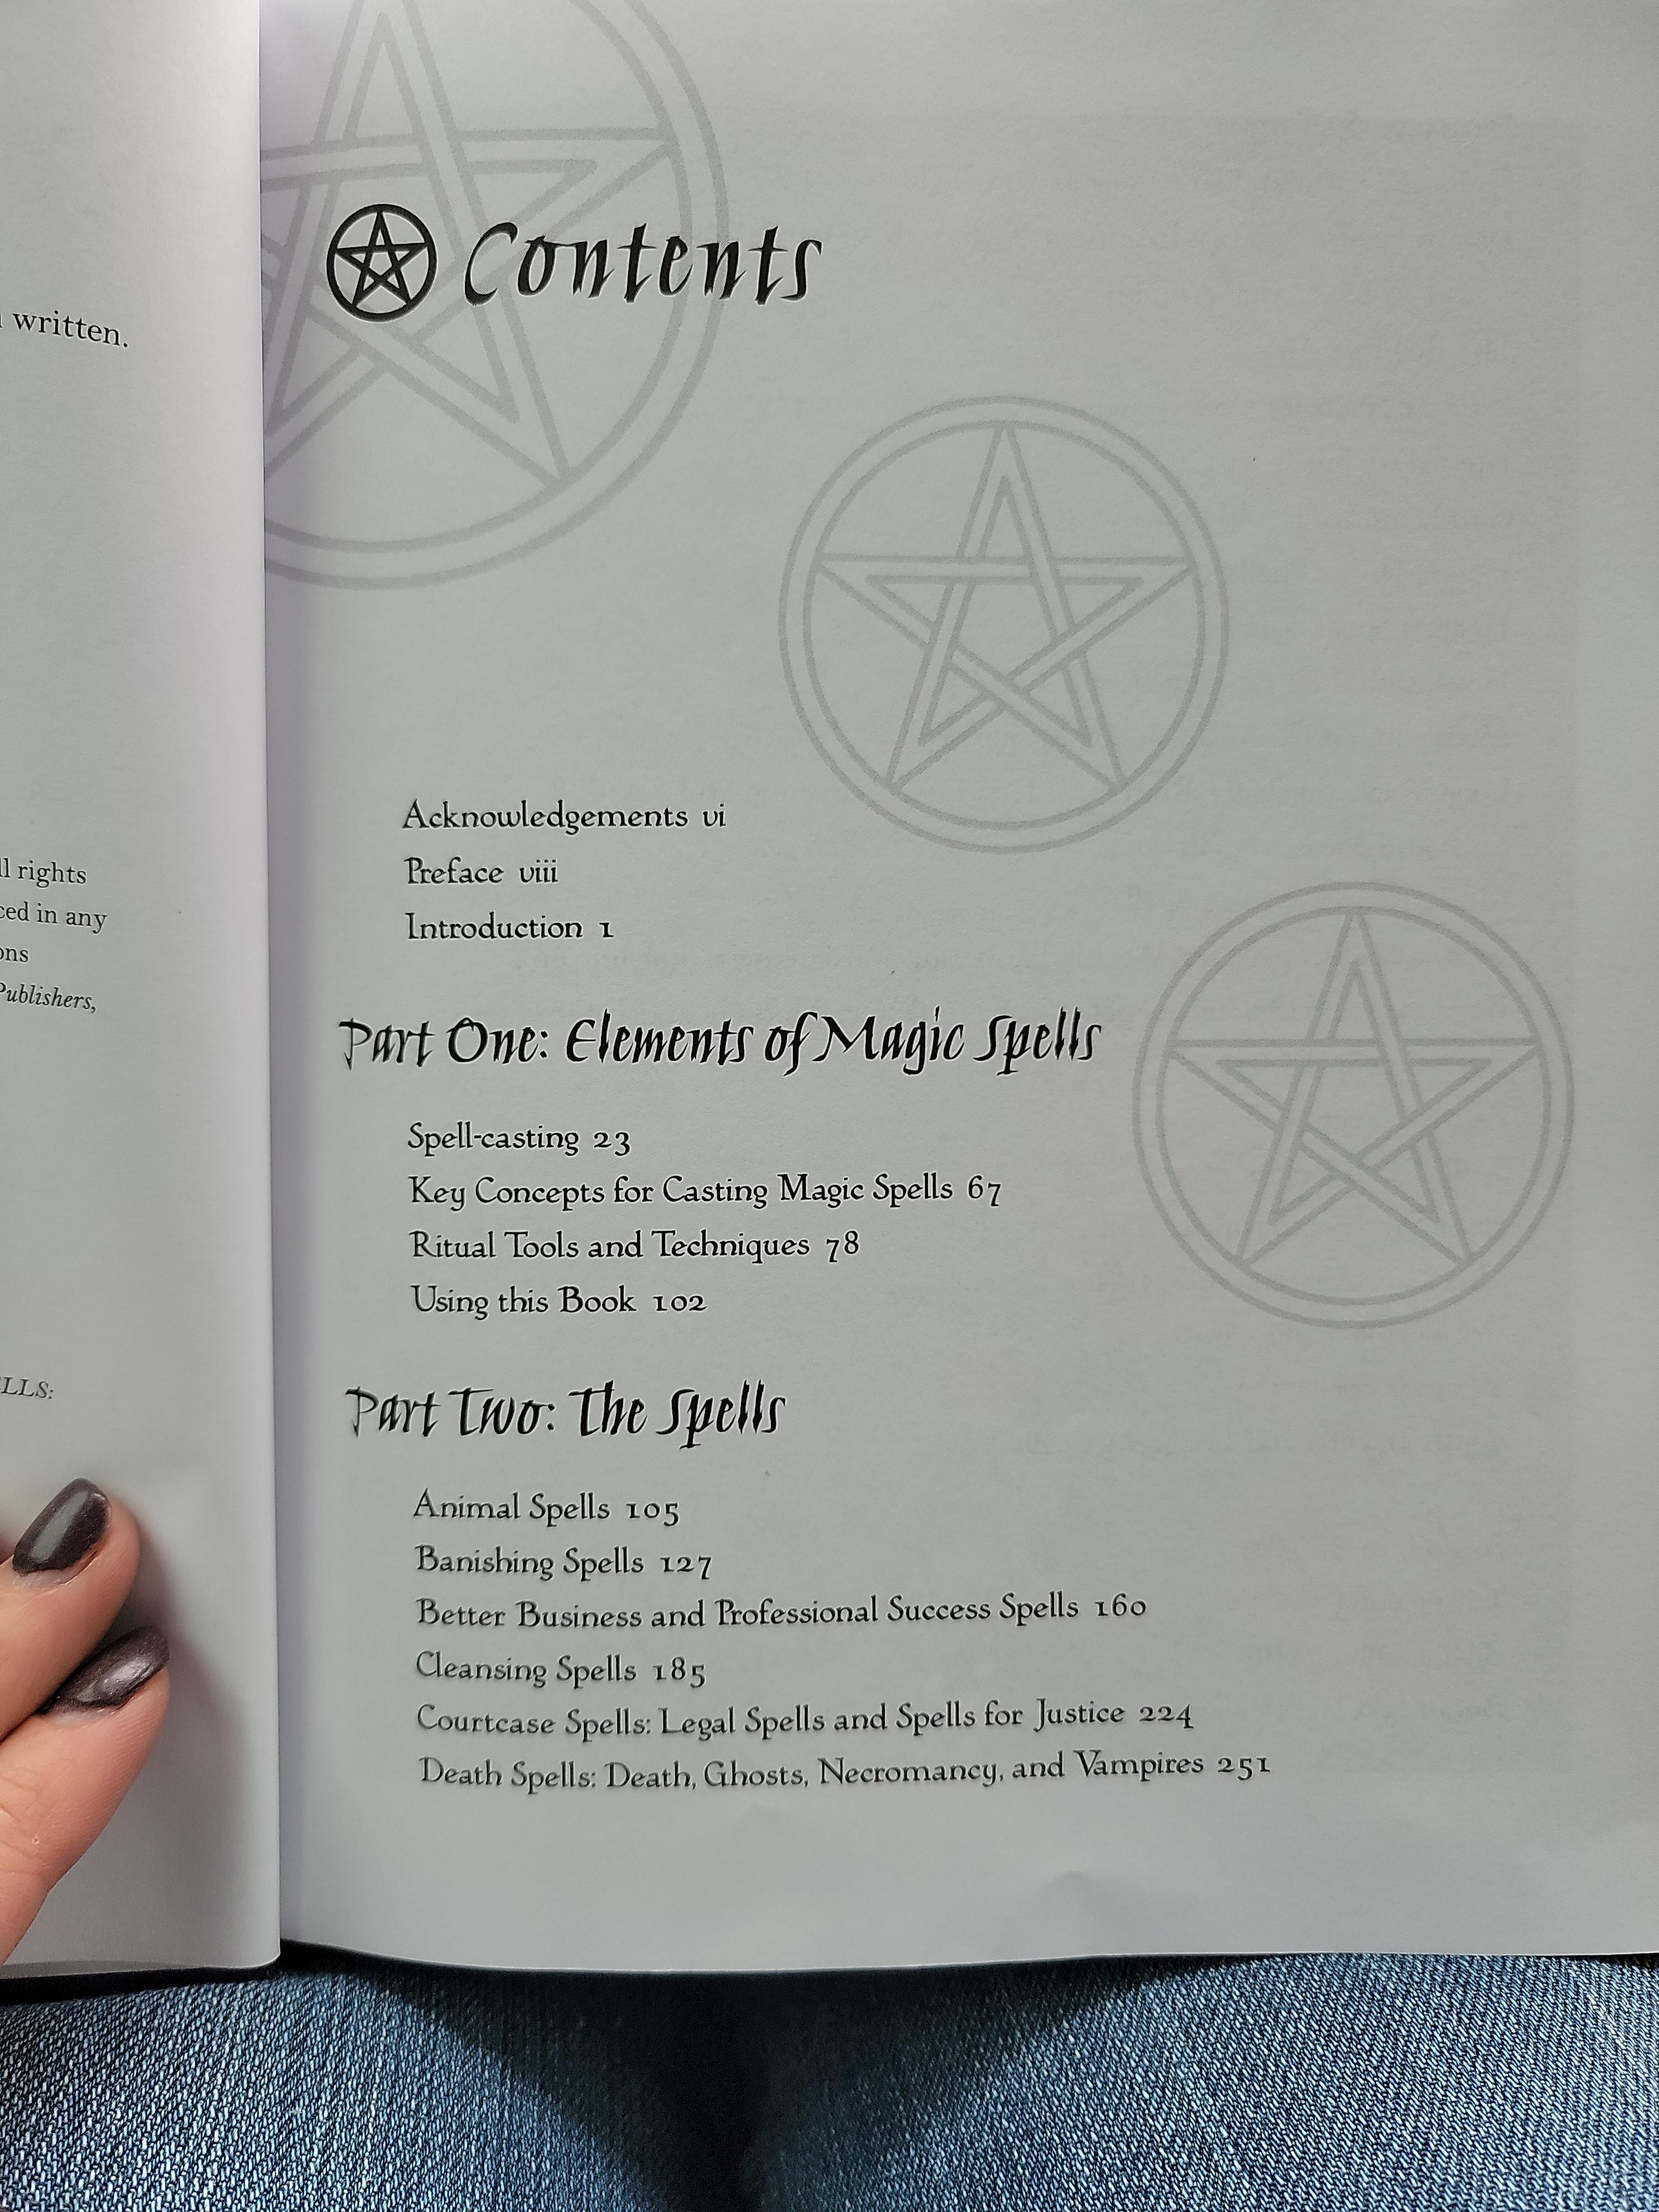 written.
ll rights
ced in any
ons
Publishers,
LLS:
Contents
Acknowledgements vi
Preface viii
Introduction 1
Part One: Elements of Magic Spells
Spell-casting 23
Key Concepts for Casting Magic Spells 67
Ritual Tools and Techniques 78
Using this Book 102
Part Two: The Spells
Animal Spells 105
Banishing Spells 127
Better Business and Professional Success Spells 160
Cleansing Spells 185
Courtcase Spells: Legal Spells and Spells for Justice 224
Death Spells: Death, Ghosts, Necromancy, and Vampires 251